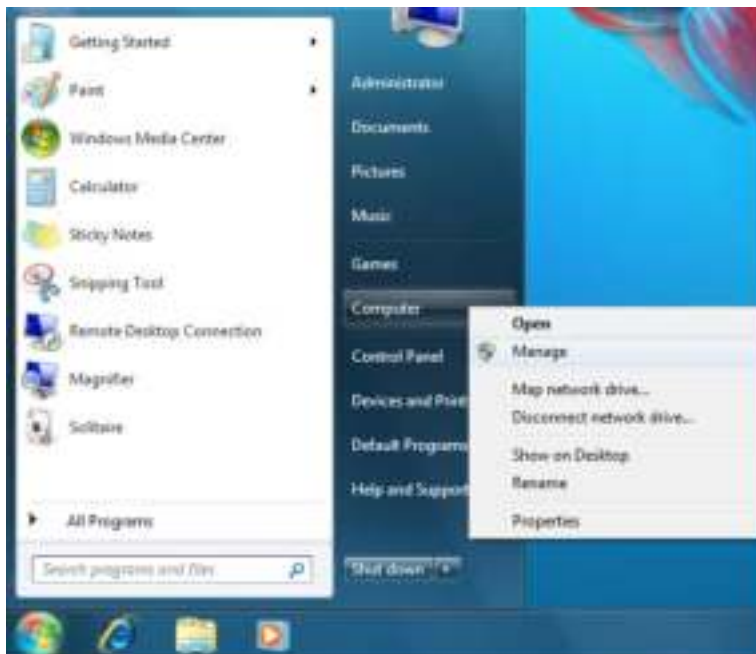 Getting Started
Paint
Windows Media Center
Calculator
Sticky Notes
Snipping Tool
Remote Desktop Connection
Magnifier
Solitaire
All Programs
Search programs and files
Administrator
Documents
Pictures
Music
Games
Computer
Control Panel
Devices and Print
Default Programs
Help and Support
Shut down
Open
Manage
Map network drive...
Disconnect network drive...
Show on Desktop
Rename
Properties